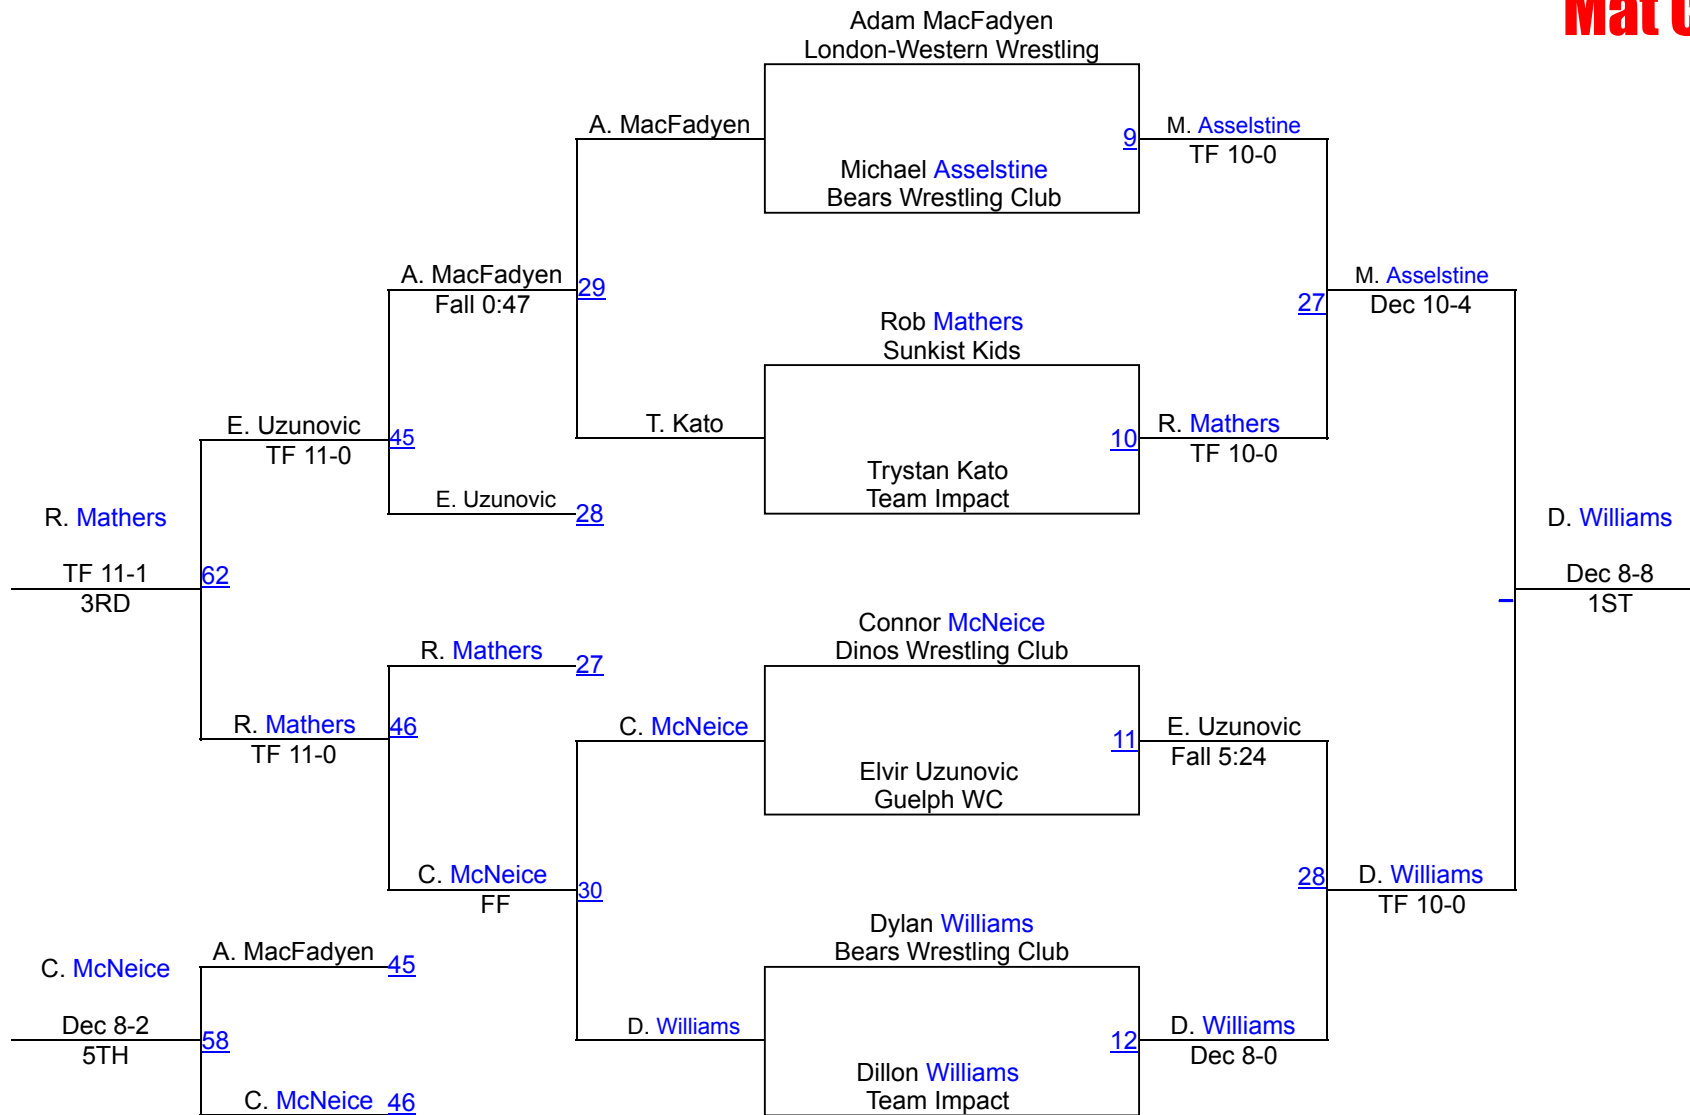 Mat C
Adam MacFadyen
London-Western Wrestling
A. MacFadyen
9
M. Asselstine
TF 10-0
Michael Asselstine
Bears Wrestling Club
A. MacFadyen
Fall 0:47
29
27
M. Asselstine
Dec 10-4
Rob Mathers
Sunkist Kids
E. Uzunovic
TF 11-0
45
T. Kato
10
R. Mathers
TF 10-0
Trystan Kato
Team Impact
E. Uzunovic
28
R. Mathers
TF 11-1
3RD
62
D. Williams
Dec 8-8
1ST
Connor McNeice
Dinos Wrestling Club
R. Mathers
27
R. Mathers
TF 11-0
46
C. McNeice
11
E. Uzunovic
Fall 5:24
Elvir Uzunovic
Guelph WC
C. McNeice
FF
30
28
D. Williams
TF 10-0
Dylan Williams
Bears Wrestling Club
A. MacFadyen
45
C. McNeice
Dec 8-2
5TH
58
D. Williams
12
D. Williams
Dec 8-0
Dillon Williams
Team Impact
C. McNeice
46